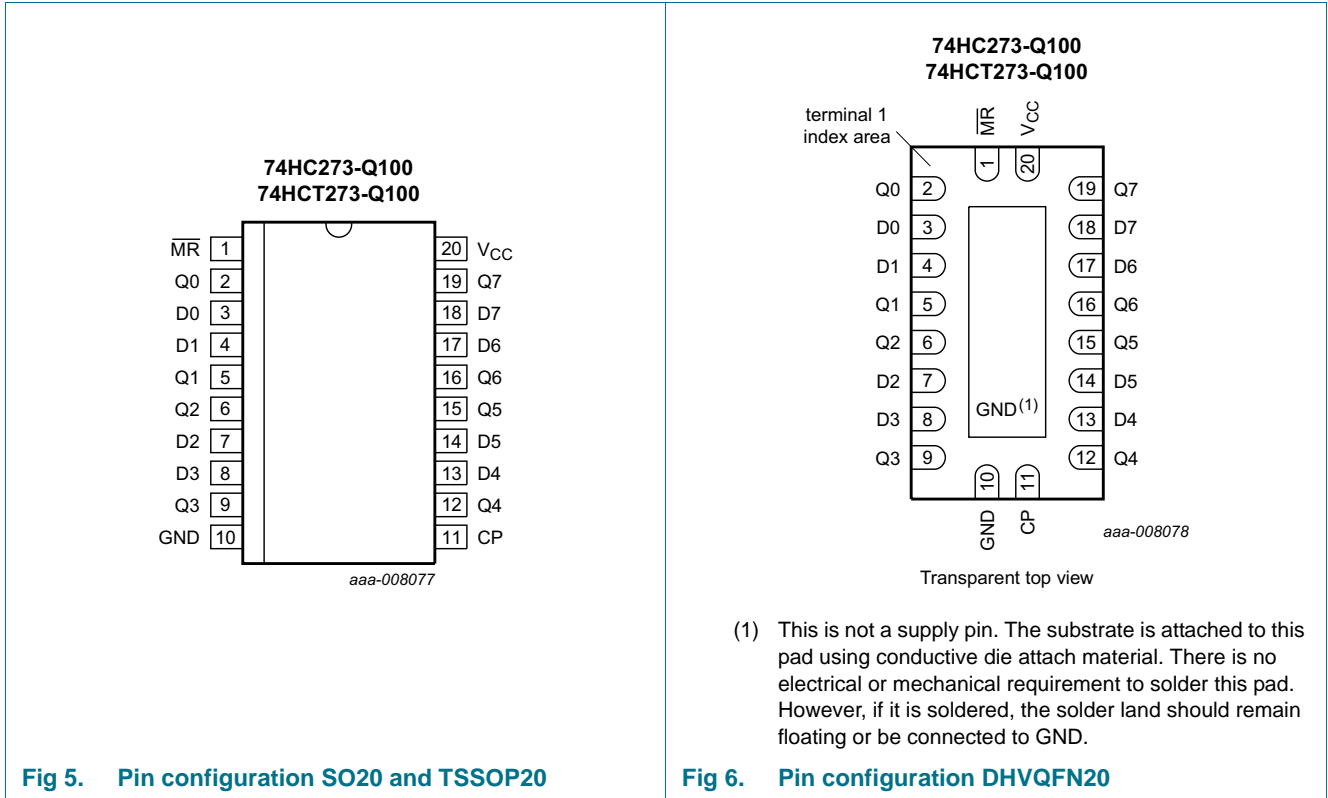 74HC273-Q100
74HCT273-Q100
MR 1
Q0 2
D0 3
D1 4
Q1 5
Q2 6
D2 7
D3 8
Q3 9
GND 10
20 VCC
19 Q7
18 D7
17 D6
16 Q6
15 Q5
14 D5
13 D4
12 Q4
11 CP
aaa-008077
Fig 5. Pin configuration SO20 and TSSOP20
74HC273-Q100
74HCT273-Q100
terminal 1
index area
MR
VCC
1
20
Q0 2
D0 3
D1 4
Q1 5
Q2 6
D2 7
D3 8
Q3 9
19 Q7
18 D7
17 D6
16 Q6
15 Q5
14 D5
13 D4
12 Q4
GND(1)
10
11
GND
CP
aaa-008078
Transparent top view
(1) This is not a supply pin. The substrate is attached to this
pad using conductive die attach material. There is no
electrical or mechanical requirement to solder this pad.
However, if it is soldered, the solder land should remain
floating or be connected to GND.
Fig 6. Pin configuration DHVQFN20